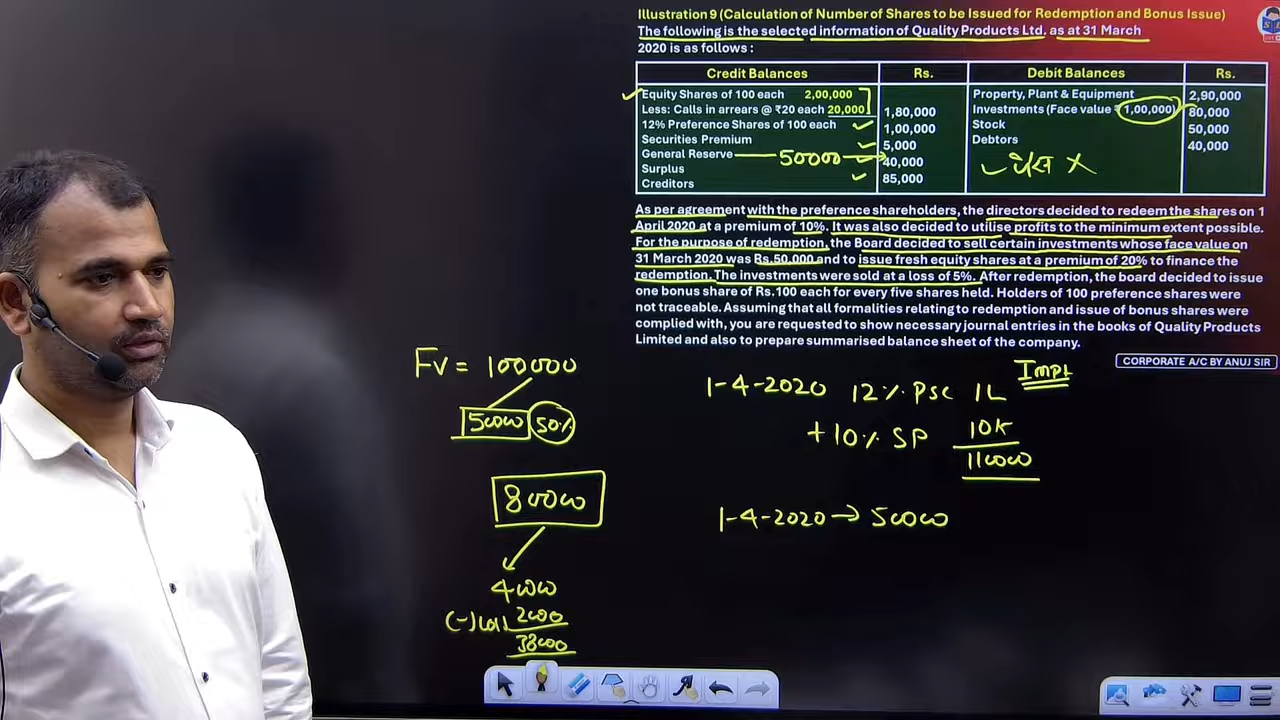 Illustration 9 (Calculation of Number of Shares to be Issued for Redemption and Bonus Issue)
The following is the selected information of Quality Products Ltd. as at 31 March
2020 is as follows :
Credit Balances Rs. Debit Balances Rs.
Equity Shares of 100 each 2,00,000
Less: Calls in arrears @ ₹20 each 20,000 1,80,000
12% Preference Shares of 100 each 1,00,000
Securities Premium 5,000
General Reserve 50000 40,000
Surplus 85,000
Creditors
Property, Plant & Equipment 2,90,000
Investments (Face value ₹ 1,00,000) 80,000
Stock 50,000
Debtors 40,000
As per agreement with the preference shareholders, the directors decided to redeem the shares on 1
April 2020 at a premium of 10%. It was also decided to utilise profits to the minimum extent possible.
For the purpose of redemption, the Board decided to sell certain investments whose face value on
31 March 2020 was Rs.50,000 and to issue fresh equity shares at a premium of 20% to finance the
redemption. The investments were sold at a loss of 5%. After redemption, the board decided to issue
one bonus share of Rs.100 each for every five shares held. Holders of 100 preference shares were
not traceable. Assuming that all formalities relating to redemption and issue of bonus shares were
complied with, you are requested to show necessary journal entries in the books of Quality Products
Limited and also to prepare summarised balance sheet of the company.
CORPORATE A/C BY ANUJ SIR
FV = 100000
50000 50%
80000
40000
(-) Loss 2000
38000
Impt
1-4-2020 12% PSC 1L
+10% SP 10K
110000
1-4-2020 → 50000